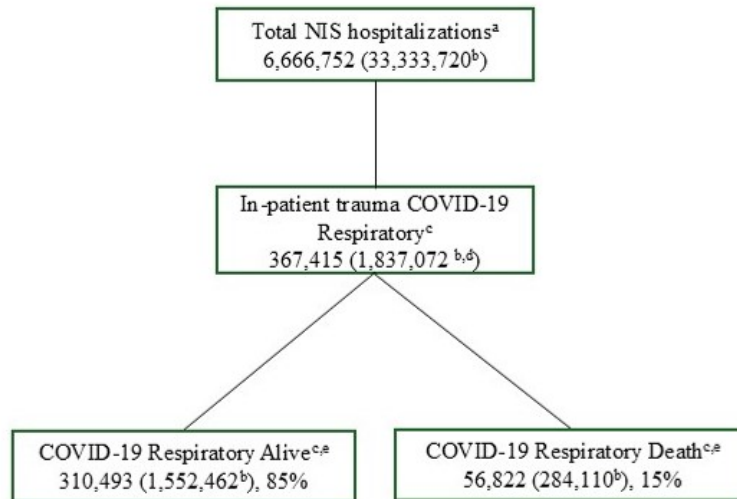 Total NIS hospitalizationsᵃ
6,666,752 (33,333,720ᵇ)
In-patient trauma COVID-19
Respiratoryᶜ
367,415 (1,837,072 ᵇ,ᵈ)
COVID-19 Respiratory Aliveᶜ,ᵉ
310,493 (1,552,462ᵇ), 85%
COVID-19 Respiratory Deathᶜ,ᵉ
56,822 (284,110ᵇ), 15%